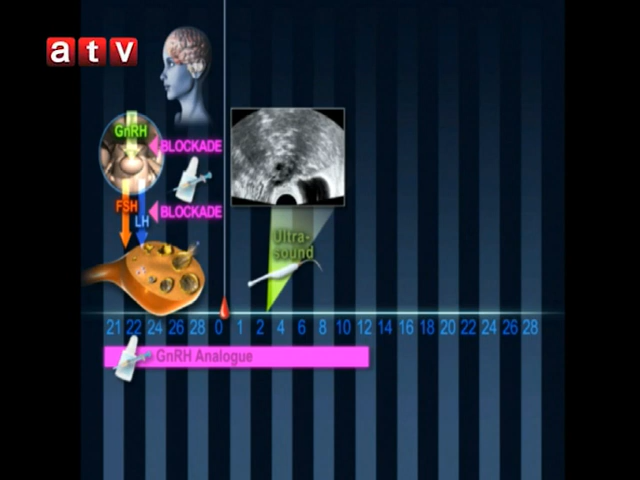 atv
GnRH
BLOCKADE
FSH
LH
BLOCKADE
Ultra-
sound
21 22 24 26 28 0 1 2 4 6 8 10 12 14 16 18 20 22 24 26 28
GnRH Analogue